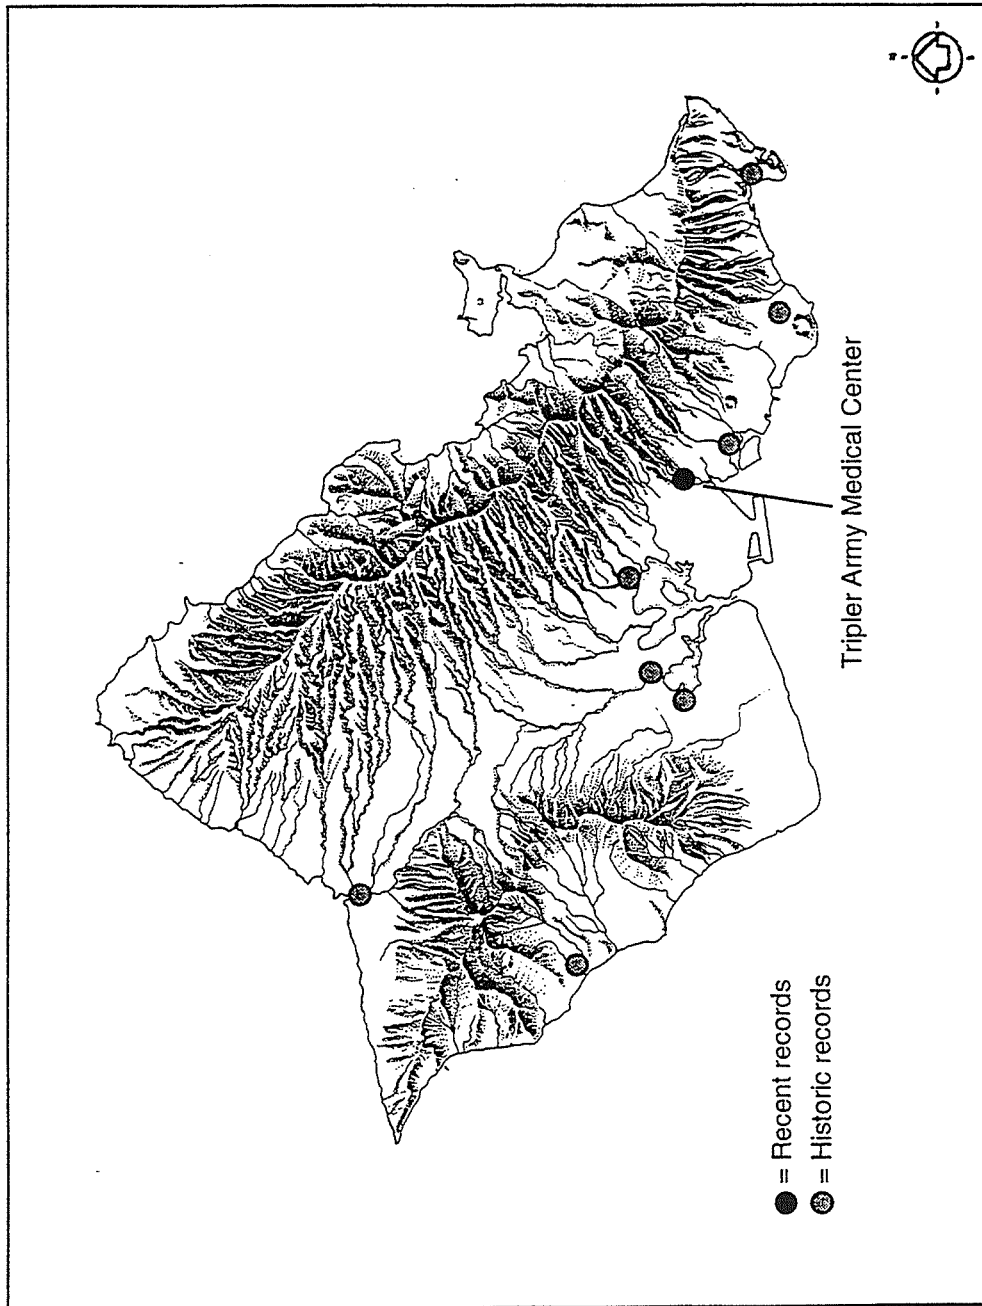 Tripler Army Medical Center
= Recent records
= Historic records